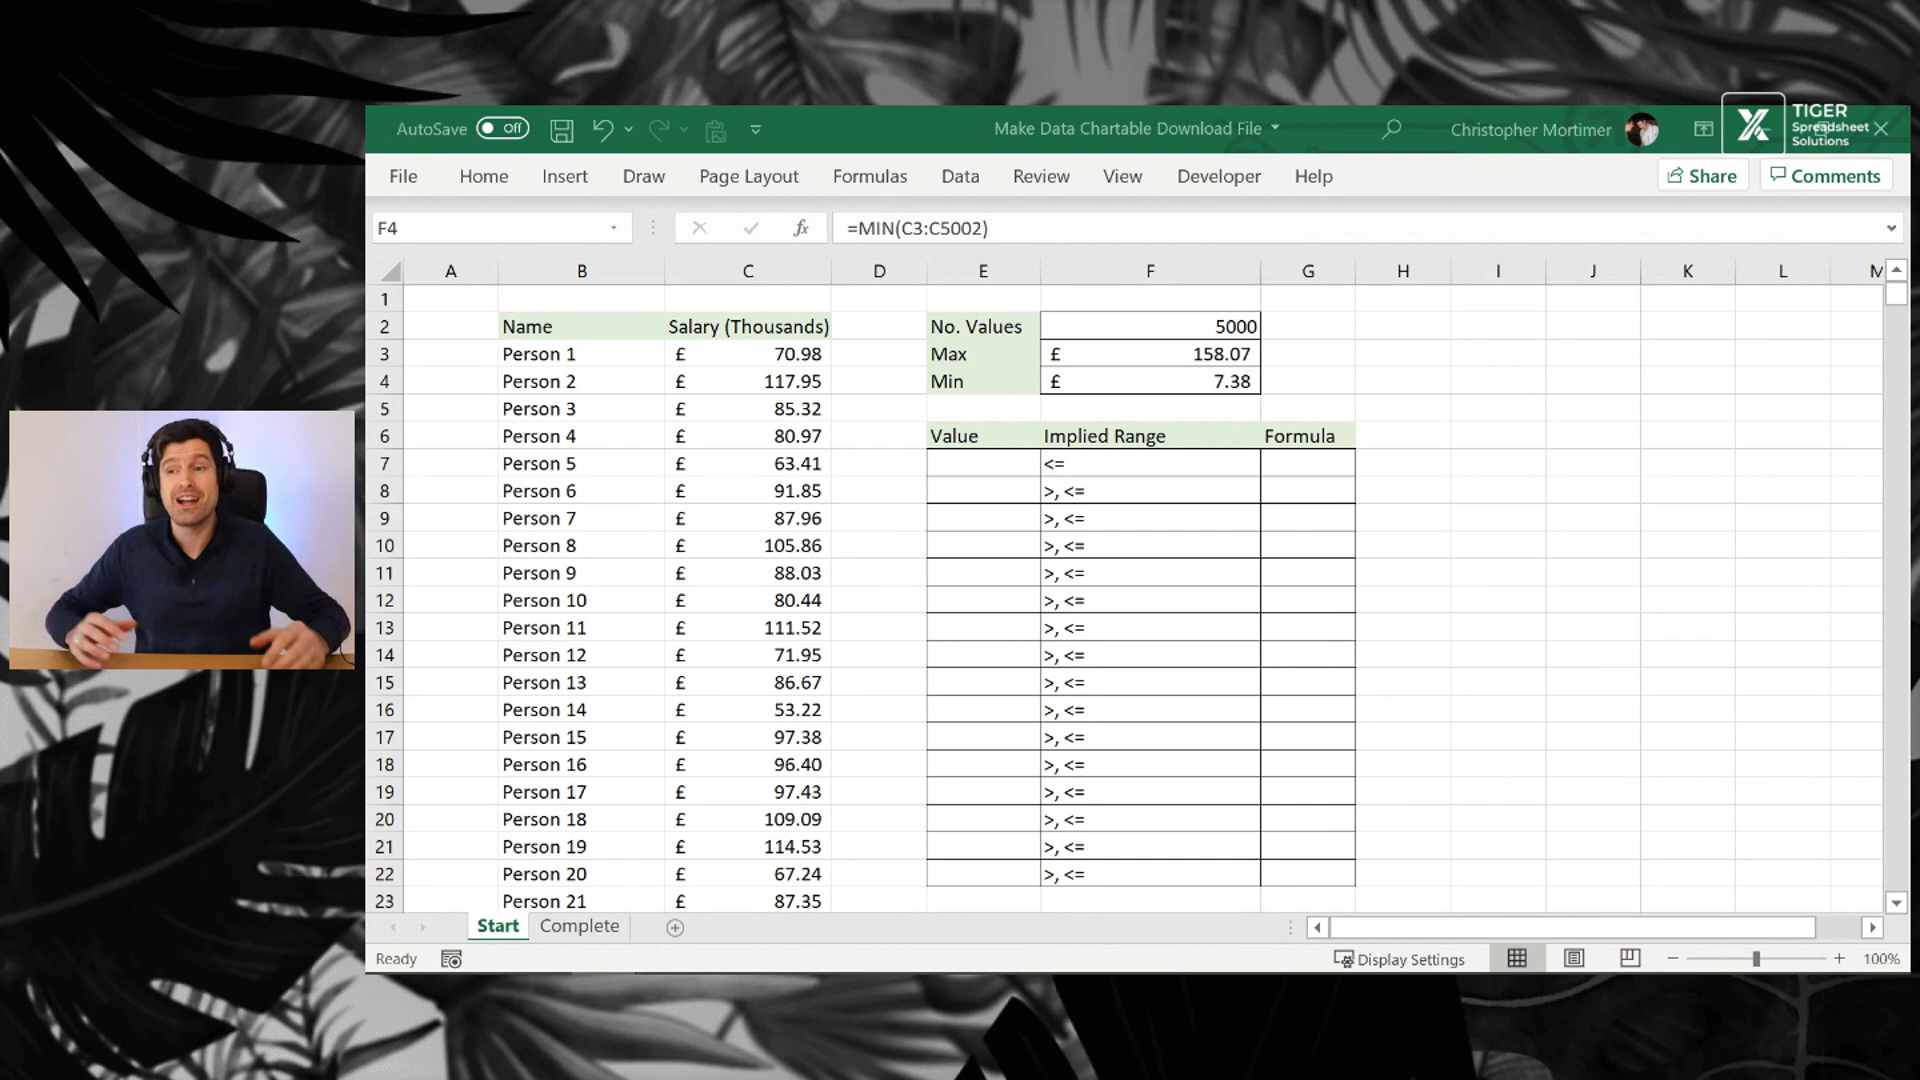 AutoSave Off Make Data Chartable Download File Christopher Mortimer
TIGER
Spreadsheet
Solutions
File Home Insert Draw Page Layout Formulas Data Review View Developer Help Share Comments
F4 fx =MIN(C3:C5002)
A B C D E F G H I J K L M
1
2 Name Salary (Thousands) No. Values 5000
3 Person 1 £ 70.98 Max £ 158.07
4 Person 2 £ 117.95 Min £ 7.38
5 Person 3 £ 85.32
6 Person 4 £ 80.97 Value Implied Range Formula
7 Person 5 £ 63.41 <=
8 Person 6 £ 91.85 >, <=
9 Person 7 £ 87.96 >, <=
10 Person 8 £ 105.86 >, <=
11 Person 9 £ 88.03 >, <=
12 Person 10 £ 80.44 >, <=
13 Person 11 £ 111.52 >, <=
14 Person 12 £ 71.95 >, <=
15 Person 13 £ 86.67 >, <=
16 Person 14 £ 53.22 >, <=
17 Person 15 £ 97.38 >, <=
18 Person 16 £ 96.40 >, <=
19 Person 17 £ 97.43 >, <=
20 Person 18 £ 109.09 >, <=
21 Person 19 £ 114.53 >, <=
22 Person 20 £ 67.24 >, <=
23 Person 21 £ 87.35
Start Complete
Ready Display Settings 100%